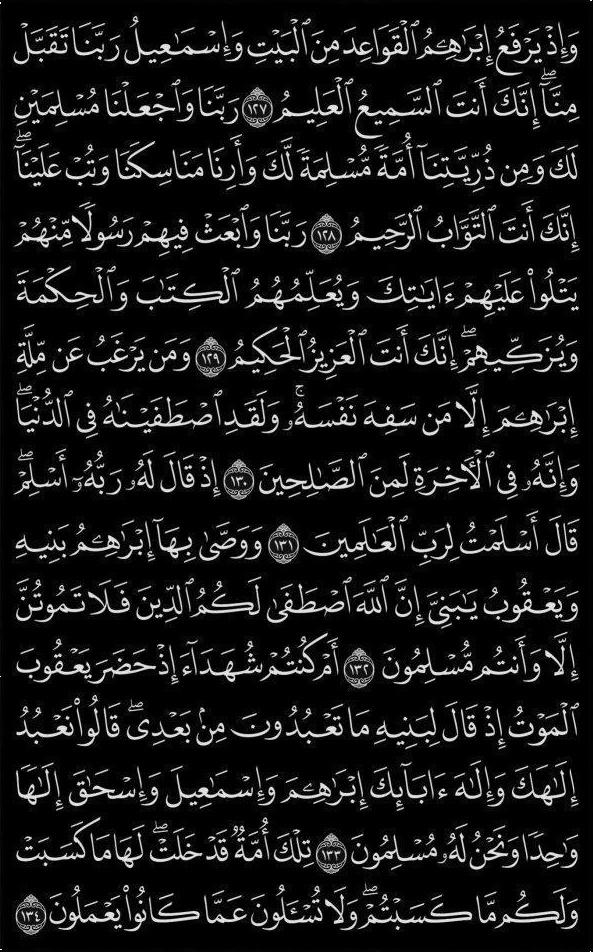 وَإِذۡ يَرۡفَعُ إِبۡرَٰهِـۧمُ ٱلۡقَوَاعِدَ مِنَ ٱلۡبَيۡتِ وَإِسۡمَٰعِيلُ رَبَّنَا تَقَبَّلۡ
مِنَّآۖ إِنَّكَ أَنتَ ٱلسَّمِيعُ ٱلۡعَلِيمُ ١٢٧ رَبَّنَا وَٱجۡعَلۡنَا مُسۡلِمَيۡنِ
لَكَ وَمِن ذُرِّيَّتِنَآ أُمَّةٗ مُّسۡلِمَةٗ لَّكَ وَأَرِنَا مَنَاسِكَنَا وَتُبۡ عَلَيۡنَآۖ
إِنَّكَ أَنتَ ٱلتَّوَّابُ ٱلرَّحِيمُ ١٢٨ رَبَّنَا وَٱبۡعَثۡ فِيهِمۡ رَسُولٗا مِّنۡهُمۡ
يَتۡلُواْ عَلَيۡهِمۡ ءَايَٰتِكَ وَيُعَلِّمُهُمُ ٱلۡكِتَٰبَ وَٱلۡحِكۡمَةَ
وَيُزَكِّيهِمۡۖ إِنَّكَ أَنتَ ٱلۡعَزِيزُ ٱلۡحَكِيمُ ١٢٩ وَمَن يَرۡغَبُ عَن مِّلَّةِ
إِبۡرَٰهِـۧمَ إِلَّا مَن سَفِهَ نَفۡسَهُۥۚ وَلَقَدِ ٱصۡطَفَيۡنَٰهُ فِي ٱلدُّنۡيَاۖ
وَإِنَّهُۥ فِي ٱلۡأٓخِرَةِ لَمِنَ ٱلصَّٰلِحِينَ ١٣٠ إِذۡ قَالَ لَهُۥ رَبُّهُۥٓ أَسۡلِمۡۖ
قَالَ أَسۡلَمۡتُ لِرَبِّ ٱلۡعَٰلَمِينَ ١٣١ وَوَصَّىٰ بِهَآ إِبۡرَٰهِـۧمُ بَنِيهِ
وَيَعۡقُوبُ يَٰبَنِيَّ إِنَّ ٱللَّهَ ٱصۡطَفَىٰ لَكُمُ ٱلدِّينَ فَلَا تَمُوتُنَّ
إِلَّا وَأَنتُم مُّسۡلِمُونَ ١٣٢ أَمۡ كُنتُمۡ شُهَدَآءَ إِذۡ حَضَرَ يَعۡقُوبَ
ٱلۡمَوۡتُ إِذۡ قَالَ لِبَنِيهِ مَا تَعۡبُدُونَ مِنۢ بَعۡدِيۖ قَالُواْ نَعۡبُدُ
إِلَٰهَكَ وَإِلَٰهَ ءَابَآئِكَ إِبۡرَٰهِـۧمَ وَإِسۡمَٰعِيلَ وَإِسۡحَٰقَ إِلَٰهٗا
وَٰحِدٗا وَنَحۡنُ لَهُۥ مُسۡلِمُونَ ١٣٣ تِلۡكَ أُمَّةٞ قَدۡ خَلَتۡۖ لَهَا مَا كَسَبَتۡ
وَلَكُم مَّا كَسَبۡتُمۡۖ وَلَا تُسۡـَٔلُونَ عَمَّا كَانُواْ يَعۡمَلُونَ ١٣٤